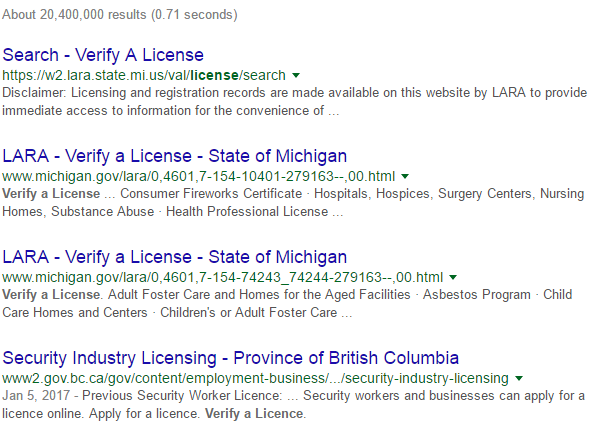 About 20,400,000 results (0.71 seconds)
Search - Verify A License
https://w2.lara.state.mi.us/val/license/search
Disclaimer: Licensing and registration records are made available on this website by LARA to provide
immediate access to information for the convenience of ...
LARA - Verify a License - State of Michigan
www.michigan.gov/lara/0,4601,7-154-10401-279163--,00.html
Verify a License ... Consumer Fireworks Certificate · Hospitals, Hospices, Surgery Centers, Nursing
Homes, Substance Abuse · Health Professional License ...
LARA - Verify a License - State of Michigan
www.michigan.gov/lara/0,4601,7-154-74243_74244-279163--,00.html
Verify a License. Adult Foster Care and Homes for the Aged Facilities · Asbestos Program · Child
Care Homes and Centers · Children's or Adult Foster Care ...
Security Industry Licensing - Province of British Columbia
www2.gov.bc.ca/gov/content/employment-business/.../security-industry-licensing
Jan 5, 2017 - Previous Security Worker Licence: ... Security workers and businesses can apply for a
licence online. Apply for a licence. Verify a Licence.